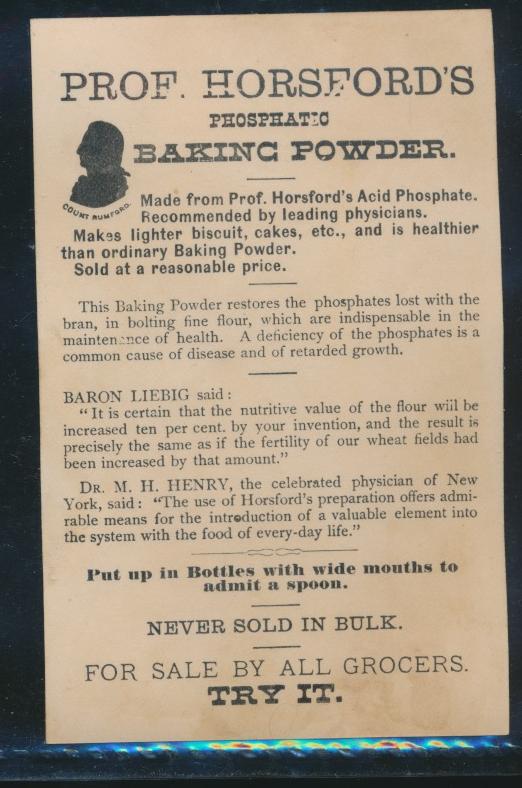 PROF. HORSFORD'S
PHOSPHATIC
BAKING POWDER.
COUNT RUMFORD.
Made from Prof. Horsford's Acid Phosphate.
Recommended by leading physicians.
Makes lighter biscuit, cakes, etc., and is healthier
than ordinary Baking Powder.
Sold at a reasonable price.
This Baking Powder restores the phosphates lost with the
bran, in bolting fine flour, which are indispensable in the
maintenance of health. A deficiency of the phosphates is a
common cause of disease and of retarded growth.
BARON LIEBIG said:
"It is certain that the nutritive value of the flour will be
increased ten per cent. by your invention, and the result is
precisely the same as if the fertility of our wheat fields had
been increased by that amount."
DR. M. H. HENRY, the celebrated physician of New
York, said: "The use of Horsford's preparation offers admi-
rable means for the introduction of a valuable element into
the system with the food of every-day life."
Put up in Bottles with wide mouths to
admit a spoon.
NEVER SOLD IN BULK.
FOR SALE BY ALL GROCERS.
TRY IT.